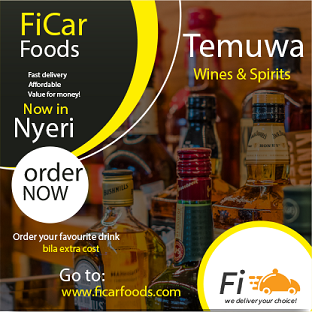 FiCar
Foods
Fast delivery
Affordable
Value for money!
Now in
Nyeri
Temuwa
Wines & Spirits
order
NOW
Order your favourite drink
bila extra cost
Go to:
www.ficarfoods.com
Fi
we deliver your choice!